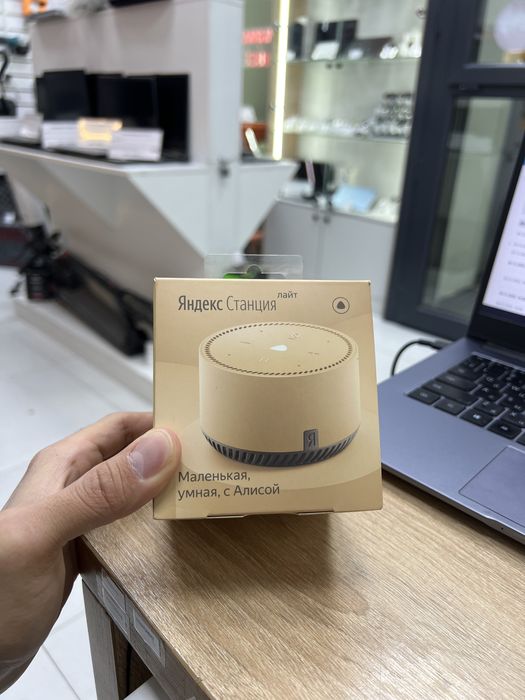 Яндекс Станция лайт
Я
Маленькая,
умная, с Алисой